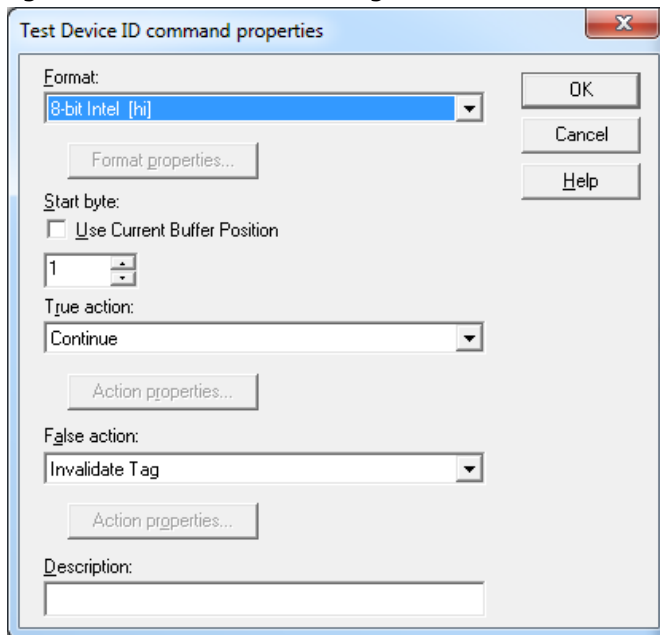 Test Device ID command properties
Format:
8-bit Intel [hi]
OK
Format properties...
Cancel
Help
Start byte:
Use Current Buffer Position
1
True action:
Continue
Action properties...
False action:
Invalidate Tag
Action properties...
Description: